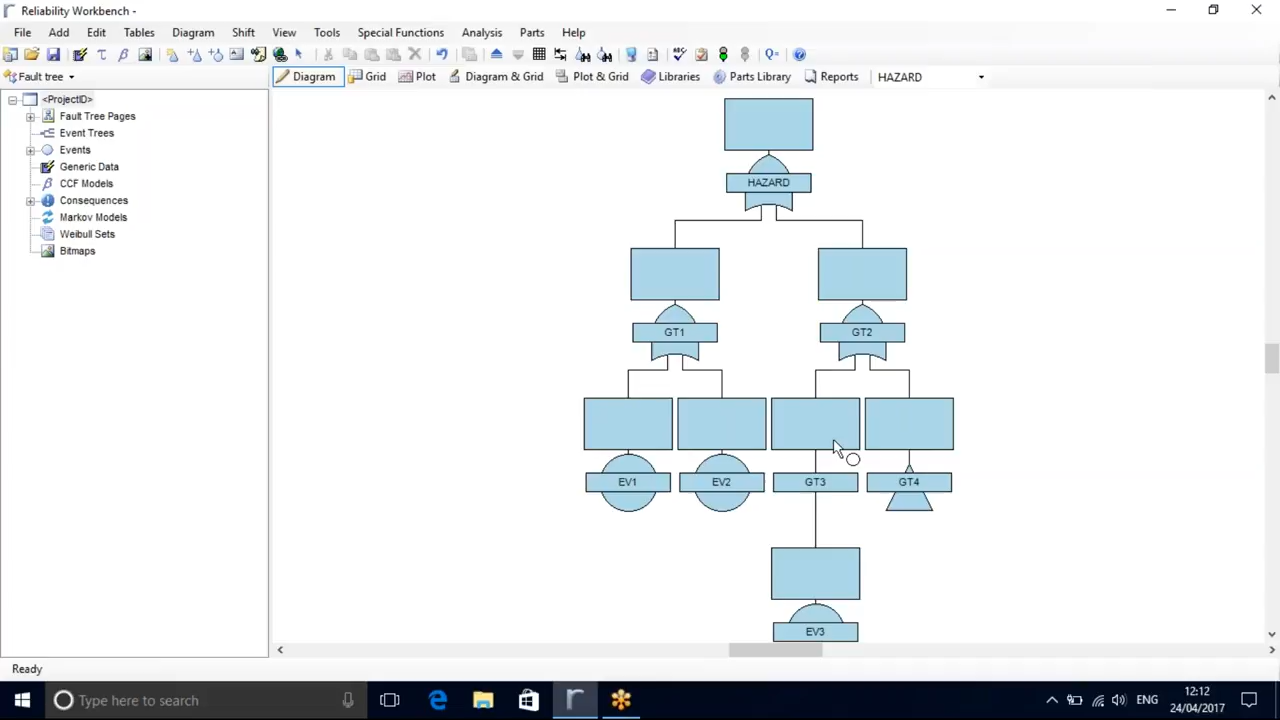 Reliability Workbench -
File Add Edit Tables Diagram Shift View Tools Special Functions Analysis Parts Help
τ β ABC Q=
Fault tree Diagram Grid Plot Diagram & Grid Plot & Grid Libraries Parts Library Reports HAZARD
<ProjectID>
Fault Tree Pages
Event Trees
Events
Generic Data
β CCF Models
Consequences
Markov Models
Weibull Sets
Bitmaps
HAZARD
GT1 GT2
EV1 EV2 GT3 GT4
EV3
Ready
Type here to search
ENG
12:12
24/04/2017